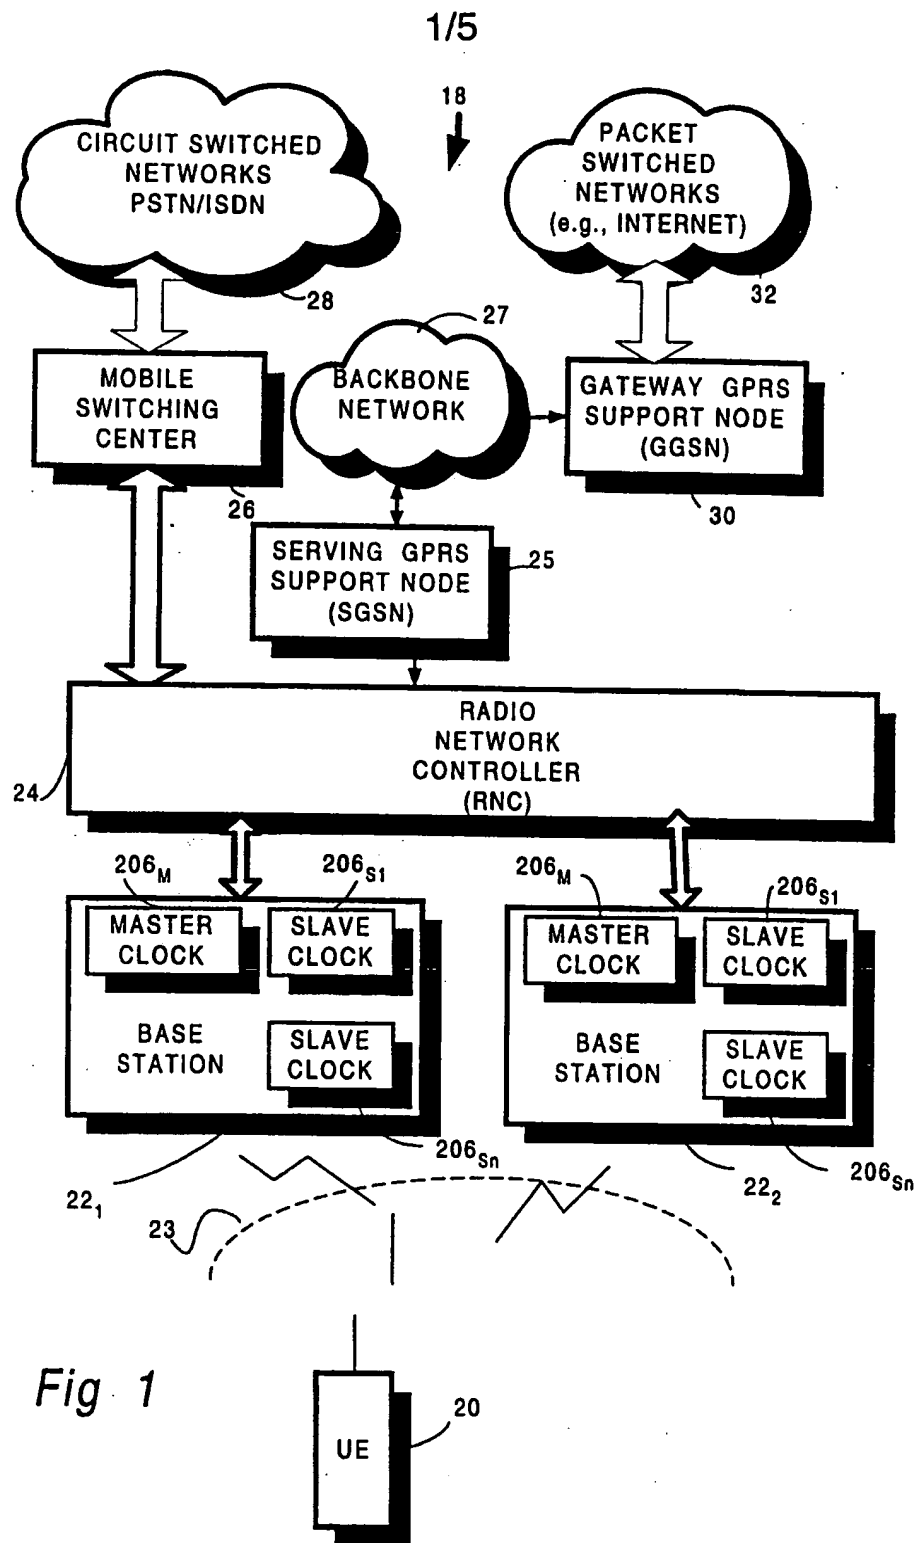 1/5
18
CIRCUIT SWITCHED
NETWORKS
PSTN/ISDN
28
PACKET
SWITCHED
NETWORKS
(e.g., INTERNET)
32
27
MOBILE
SWITCHING
CENTER
26
BACKBONE
NETWORK
GATEWAY GPRS
SUPPORT NODE
(GGSN)
30
SERVING GPRS
SUPPORT NODE
(SGSN)
25
RADIO
NETWORK
CONTROLLER
(RNC)
24
206M
206S1
206M
206S1
MASTER
CLOCK
SLAVE
CLOCK
BASE
STATION
SLAVE
CLOCK
MASTER
CLOCK
SLAVE
CLOCK
BASE
STATION
SLAVE
CLOCK
206Sn
206Sn
221
222
23
Fig 1
20
UE